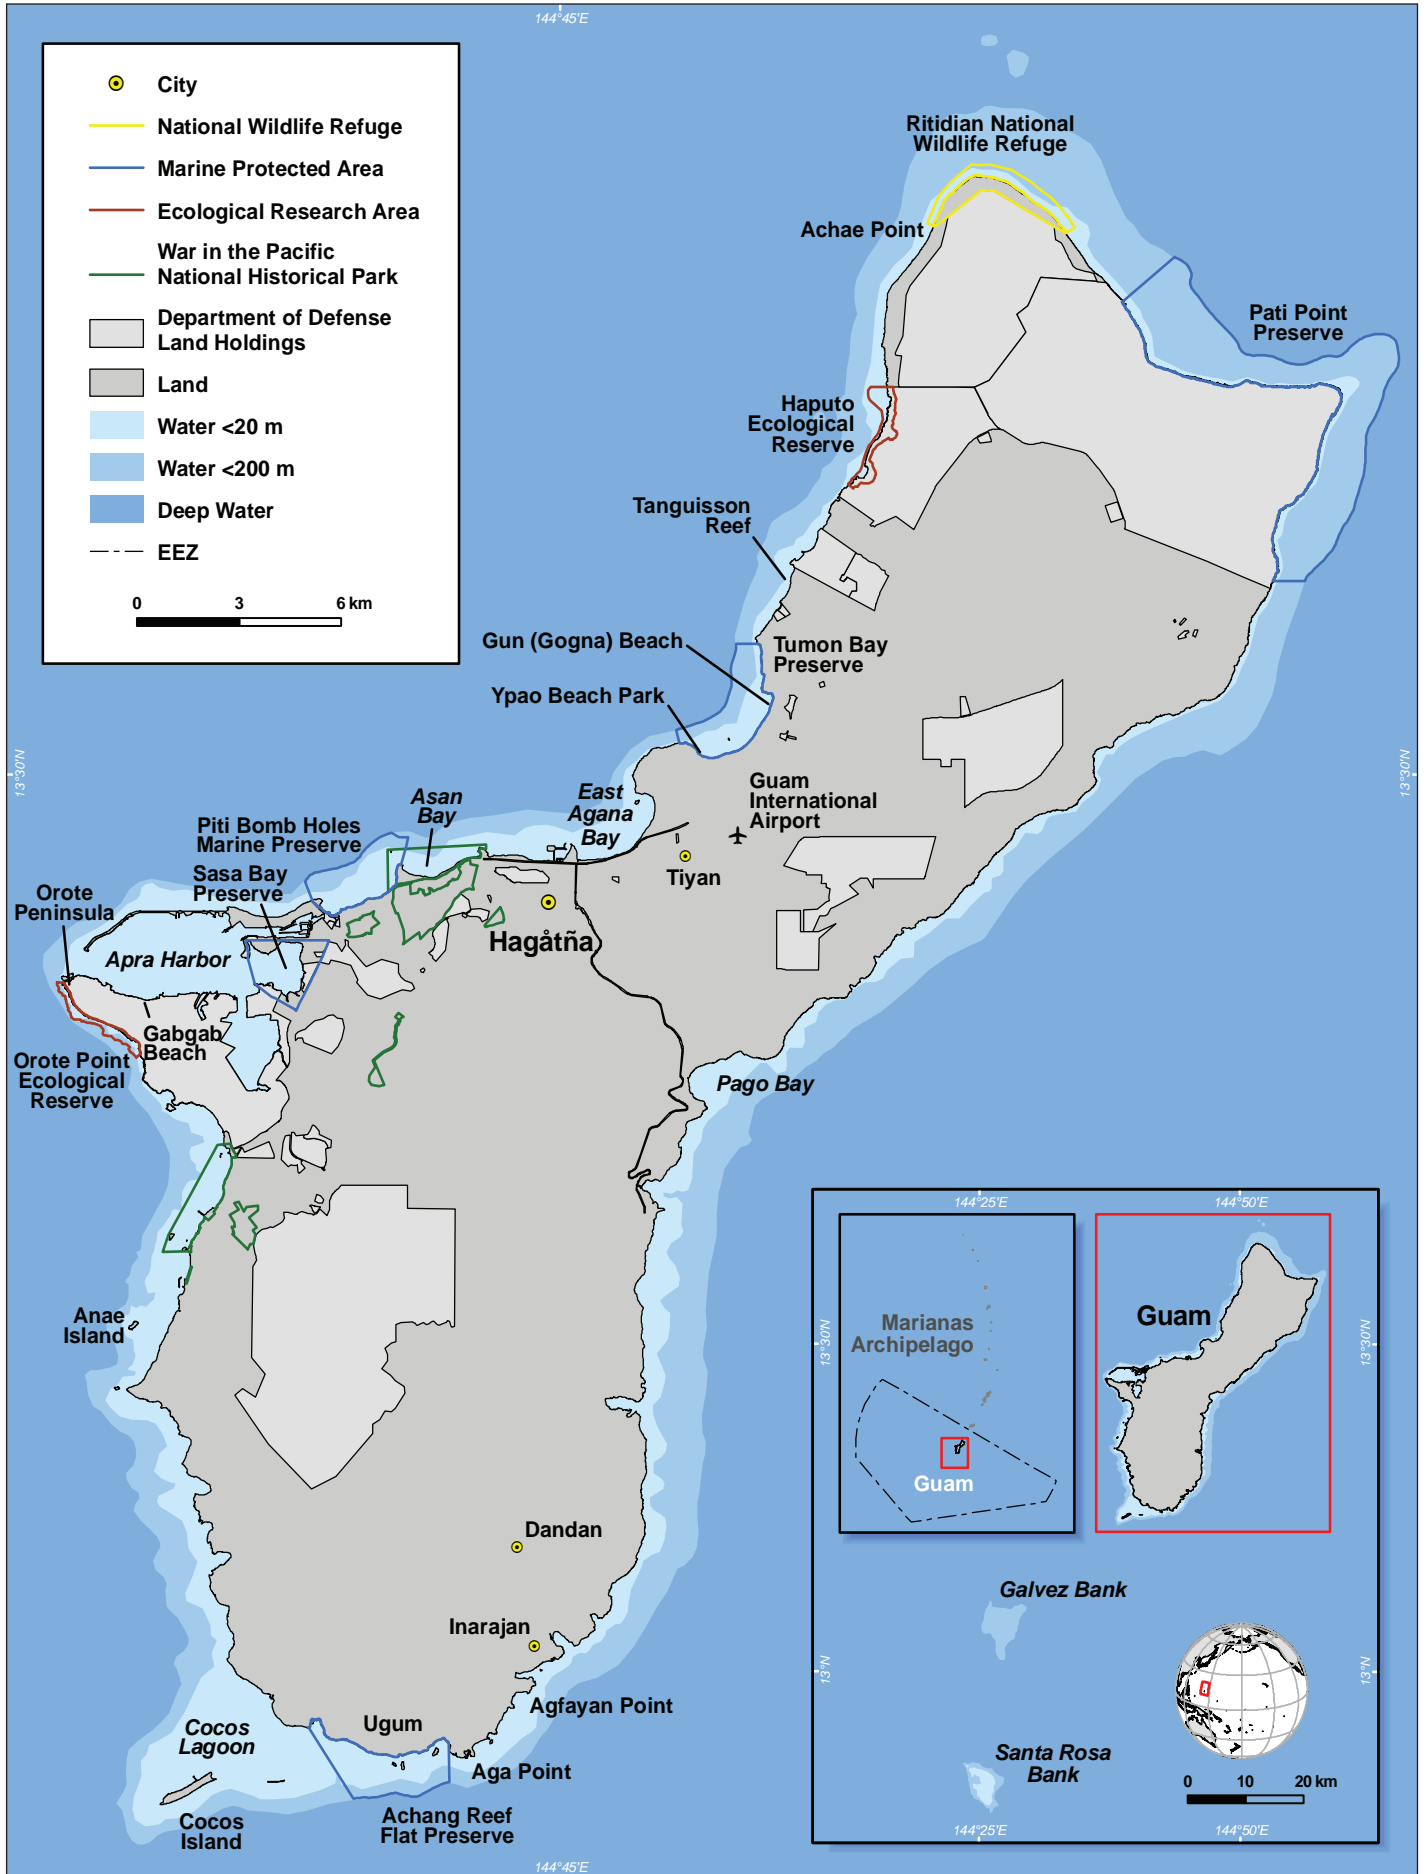 144°45'E
City
National Wildlife Refuge
Marine Protected Area
Ecological Research Area
War in the Pacific
National Historical Park
Department of Defense
Land Holdings
Land
Water <20 m
Water <200 m
Deep Water
EEZ
0 3 6 km
Ritidian National
Wildlife Refuge
Achae Point
Pati Point
Preserve
Haputo
Ecological
Reserve
Tanguisson
Reef
Gun (Gogna) Beach
Tumon Bay
Preserve
Ypao Beach Park
13°30'N
13°30'N
Guam
International
Airport
East
Agana
Bay
Asan
Bay
Piti Bomb Holes
Marine Preserve
Sasa Bay
Preserve
Tiyan
Orote
Peninsula
Hagåtña
Apra Harbor
Gabgab
Beach
Orote Point
Ecological
Reserve
Pago Bay
Anae
Island
Dandan
Inarajan
Agfayan Point
Ugum
Cocos
Lagoon
Aga Point
Cocos
Island
Achang Reef
Flat Preserve
144°45'E
144°25'E
144°50'E
Marianas
Archipelago
Guam
13°30'N
Guam
13°30'N
Galvez Bank
13°N
13°N
Santa Rosa
Bank
0 10 20 km
144°25'E
144°50'E